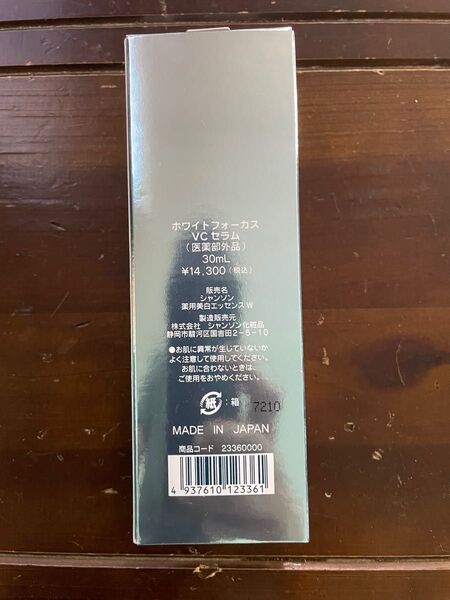 ホワイトフォーカス
VCセラム
(医薬部外品)
30mL
¥14,300(税込)
販売名
シャンソン
薬用美白エッセンスW
製造販売元
株式会社 シャンソン化粧品
静岡市駿河区国吉田2-5-10
●お肌に異常が生じていないか
よく注意して使用してください。
お肌に合わないときは、
ご使用をおやめください。
紙 :箱 7210
MADE IN JAPAN
商品コード 23360000
4 937610 123361